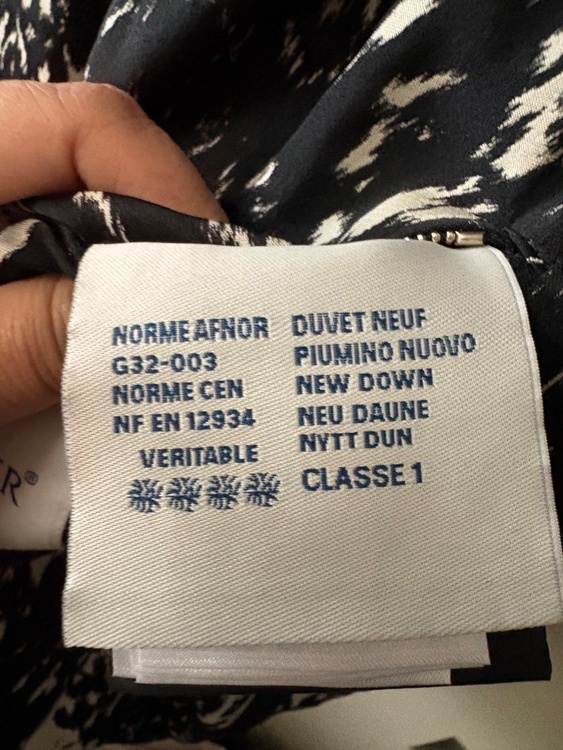 NORME AFNOR
G32-003
NORME CEN
NF EN 12934
VERITABLE
DUVET NEUF
PIUMINO NUOVO
NEW DOWN
NEU DAUNE
NYTT DUN
CLASSE 1
ER®